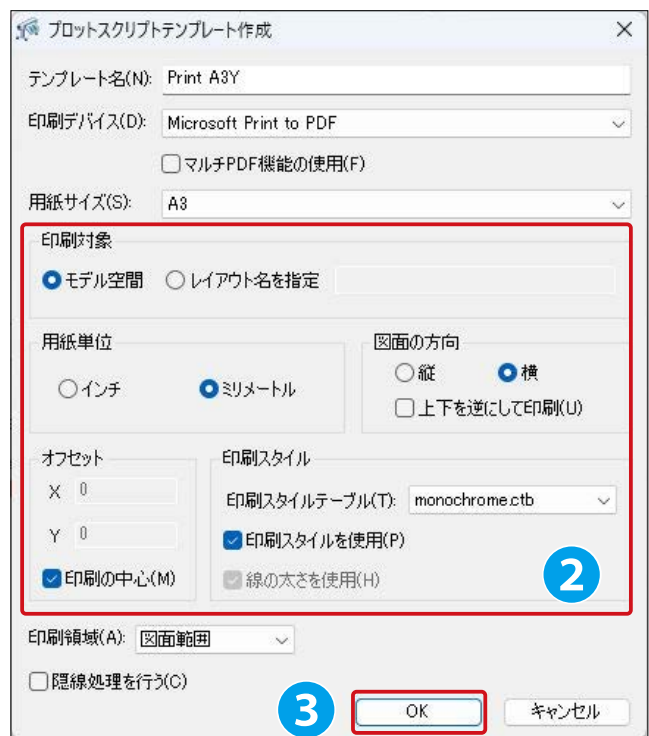 プロットスクリプトテンプレート作成
テンプレート名(N): Print A3Y
印刷デバイス(D): Microsoft Print to PDF
マルチPDF機能の使用(F)
用紙サイズ(S): A3
印刷対象
モデル空間 レイアウト名を指定
用紙単位
インチ ミリメートル
図面の方向
縦 横
上下を逆にして印刷(U)
オフセット
X 0
Y 0
印刷の中心(M)
印刷スタイル
印刷スタイルテーブル(T): monochrome.ctb
印刷スタイルを使用(P)
線の太さを使用(H)
2
印刷領域(A): 図面範囲
隠線処理を行う(C)
3 OK キャンセル